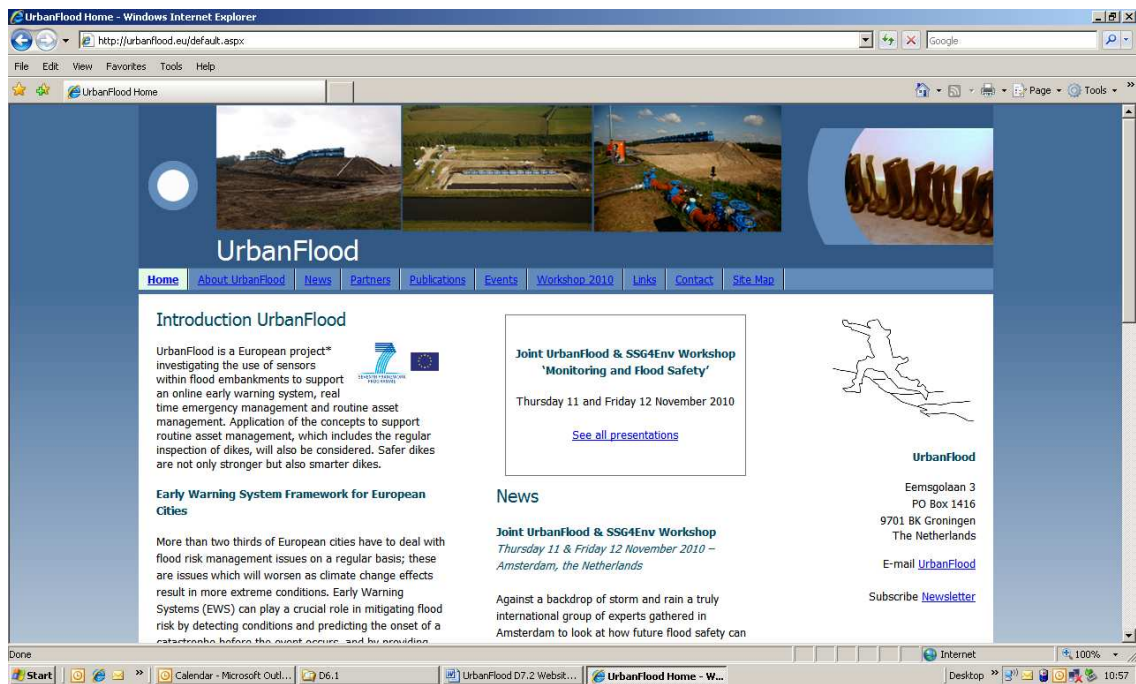 UrbanFlood Home - Windows Internet Explorer
http://urbanflood.eu/default.aspx
Google
File Edit View Favorites Tools Help
UrbanFlood Home
Page Tools
UrbanFlood
Home About UrbanFlood News Partners Publications Events Workshop 2010 Links Contact Site Map
Introduction UrbanFlood
UrbanFlood is a European project*
investigating the use of sensors
within flood embankments to support
an online early warning system, real
time emergency management and routine asset
management. Application of the concepts to support
routine asset management, which includes the regular
inspection of dikes, will also be considered. Safer dikes
are not only stronger but also smarter dikes.
SEVENTH FRAMEWORK
PROGRAMME
Early Warning System Framework for European
Cities
More than two thirds of European cities have to deal with
flood risk management issues on a regular basis; these
are issues which will worsen as climate change effects
result in more extreme conditions. Early Warning
Systems (EWS) can play a crucial role in mitigating flood
risk by detecting conditions and predicting the onset of a
catastrophe before the event occurs, and by providing
Joint UrbanFlood & SSG4Env Workshop
‘Monitoring and Flood Safety’
Thursday 11 and Friday 12 November 2010
See all presentations
News
Joint UrbanFlood & SSG4Env Workshop
Thursday 11 & Friday 12 November 2010 –
Amsterdam, the Netherlands
Against a backdrop of storm and rain a truly
international group of experts gathered in
Amsterdam to look at how future flood safety can
UrbanFlood
Eemsgolaan 3
PO Box 1416
9701 BK Groningen
The Netherlands
E-mail UrbanFlood
Subscribe Newsletter
Done
Internet
100%
Start
Calendar - Microsoft Outl...
D6.1
UrbanFlood D7.2 Websit...
UrbanFlood Home - W...
Desktop
10:57